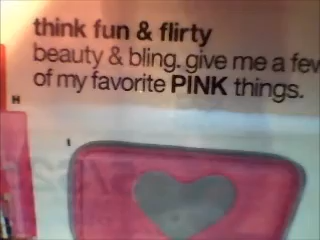 think fun & flirty
beauty & bling. give me a few
of my favorite PINK things.
H
I